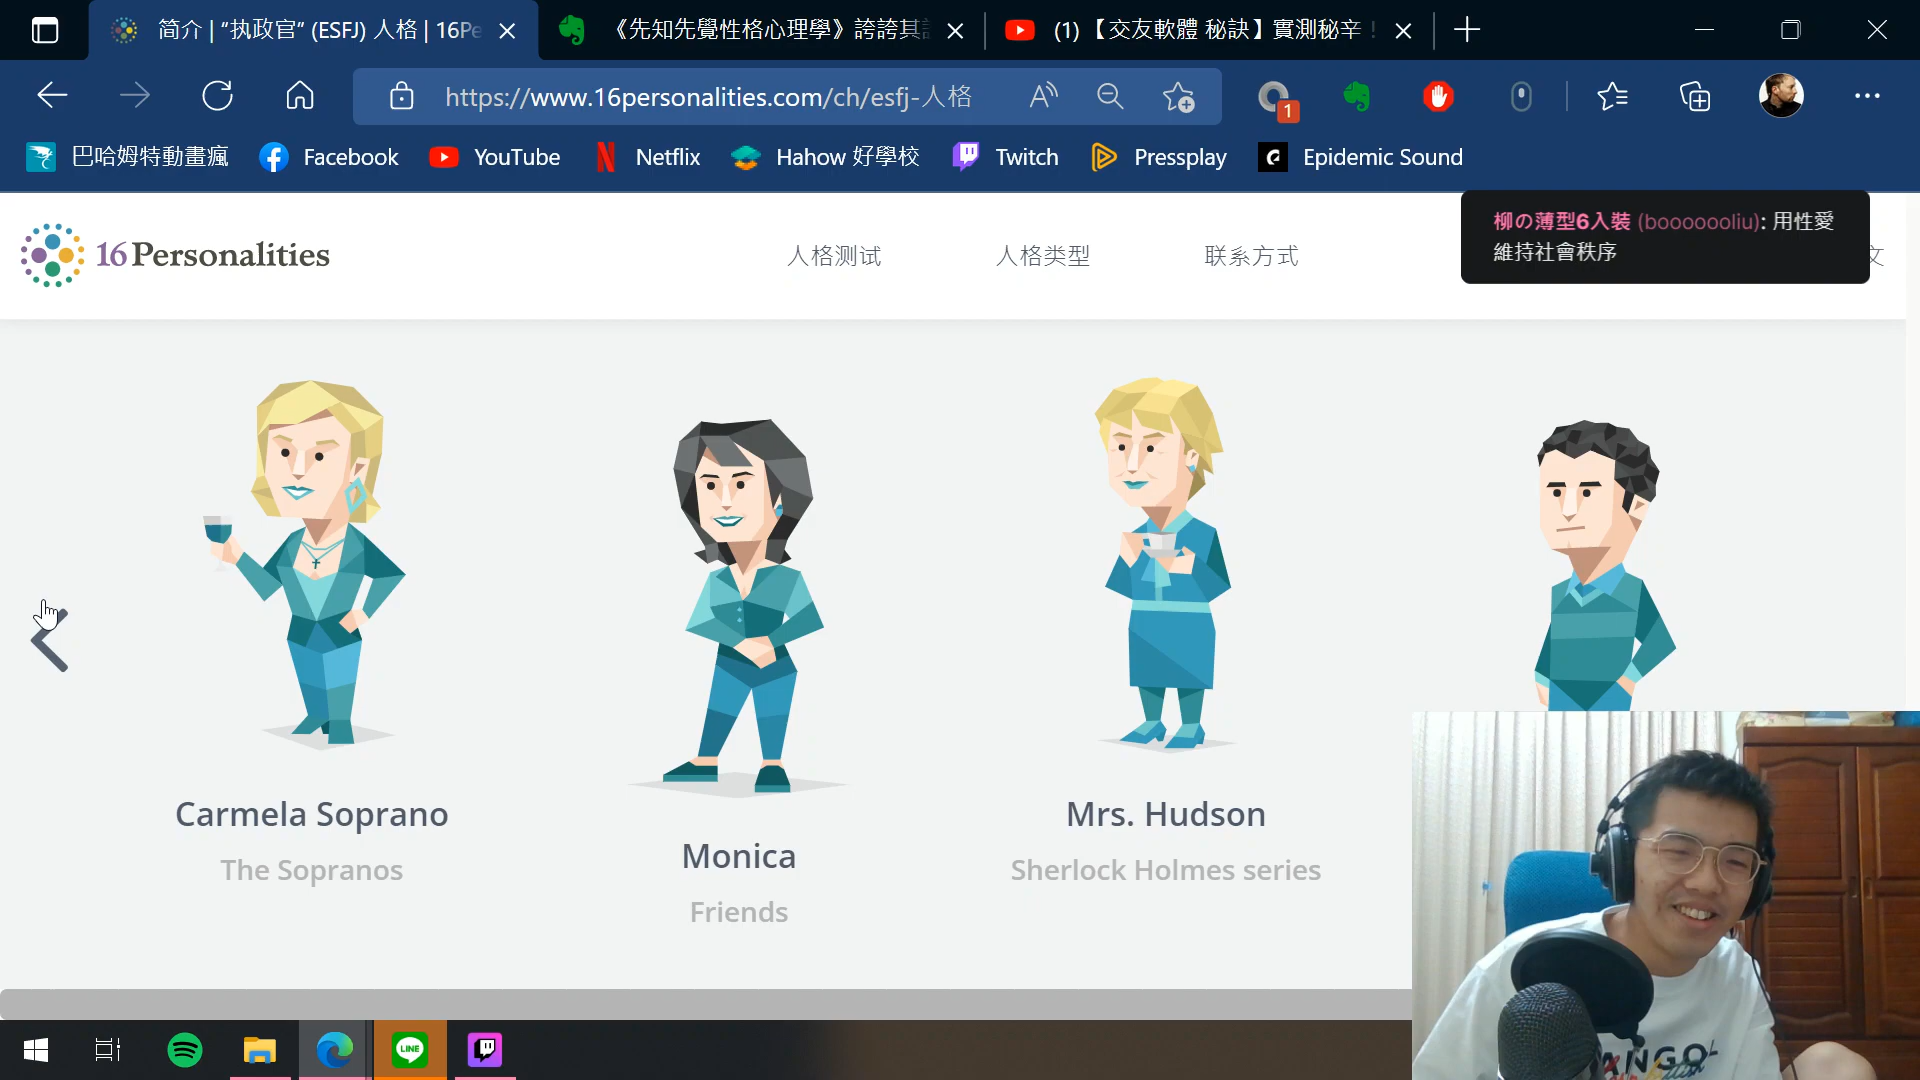 简介 | “执政官” (ESFJ) 人格 | 16Pe
《先知先覺性格心理學》誇誇其
(1) 【交友軟體 秘訣】實測秘辛！
https://www.16personalities.com/ch/esfj-人格
1
巴哈姆特動畫瘋
Facebook
YouTube
Netflix
Hahow 好學校
Twitch
Pressplay
Epidemic Sound
16Personalities
人格测试
人格类型
联系方式
文
柳の薄型6入裝 (booooooliu): 用性愛
維持社會秩序
Carmela Soprano
The Sopranos
Monica
Friends
Mrs. Hudson
Sherlock Holmes series
LINE